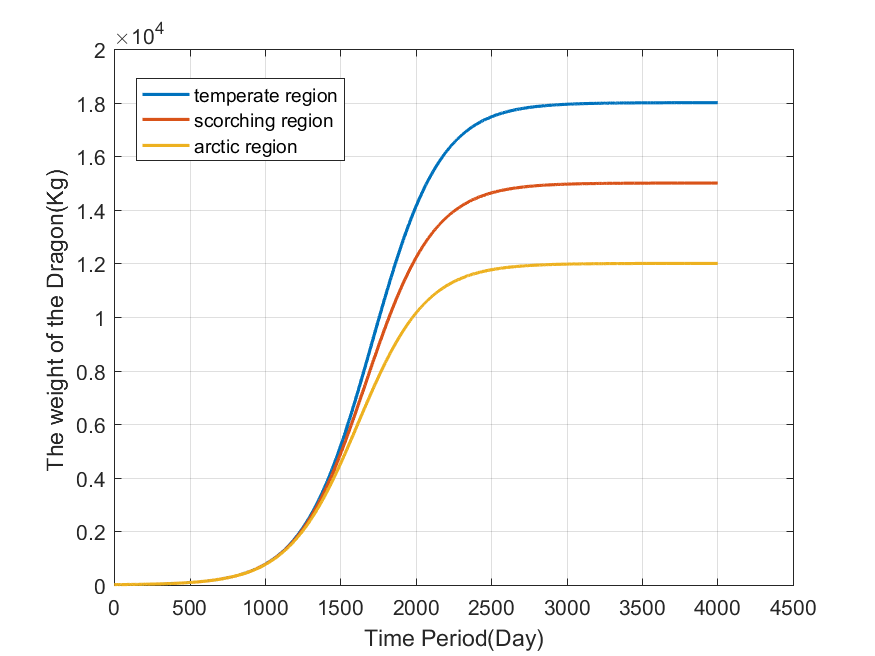 ×10⁴
2
1.8
1.6
1.4
1.2
1
0.8
0.6
0.4
0.2
0
The weight of the Dragon(Kg)
temperate region
scorching region
arctic region
0 500 1000 1500 2000 2500 3000 3500 4000 4500
Time Period(Day)